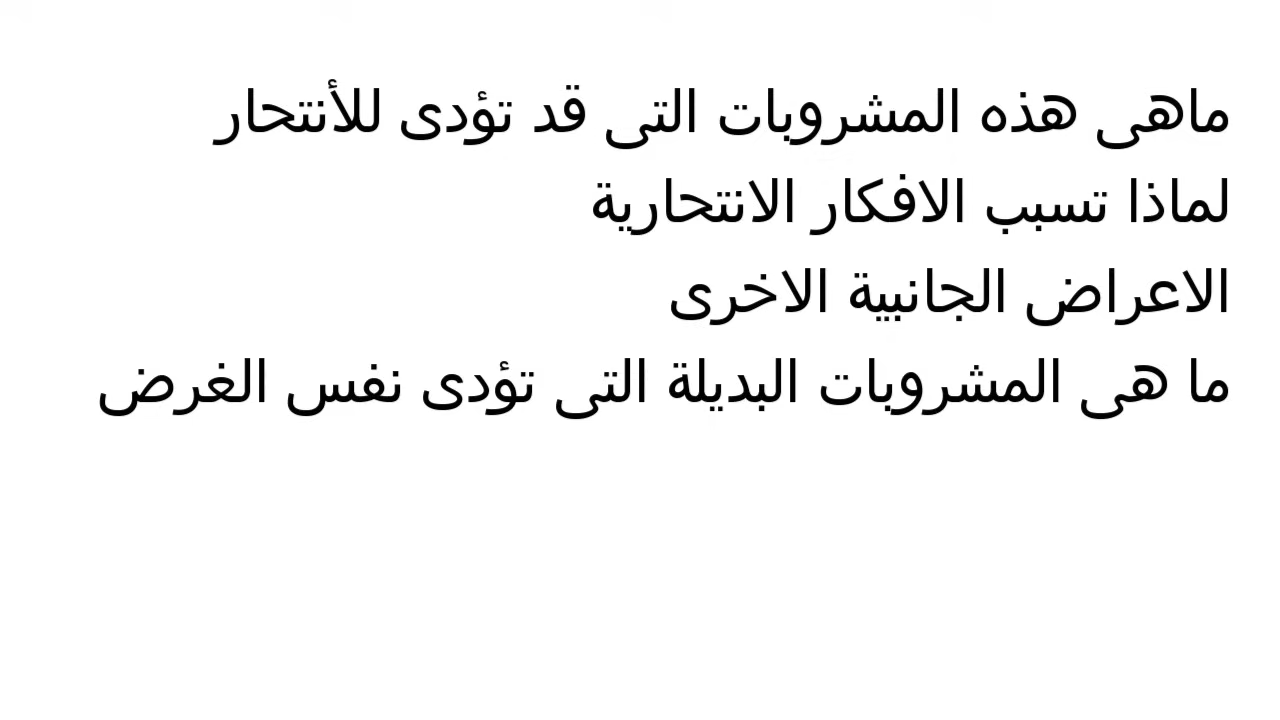 ماهى هذه المشروبات التى قد تؤدى للأنتحار
لماذا تسبب الافكار الانتحارية
الاعراض الجانبية الاخرى
ما هى المشروبات البديلة التى تؤدى نفس الغرض